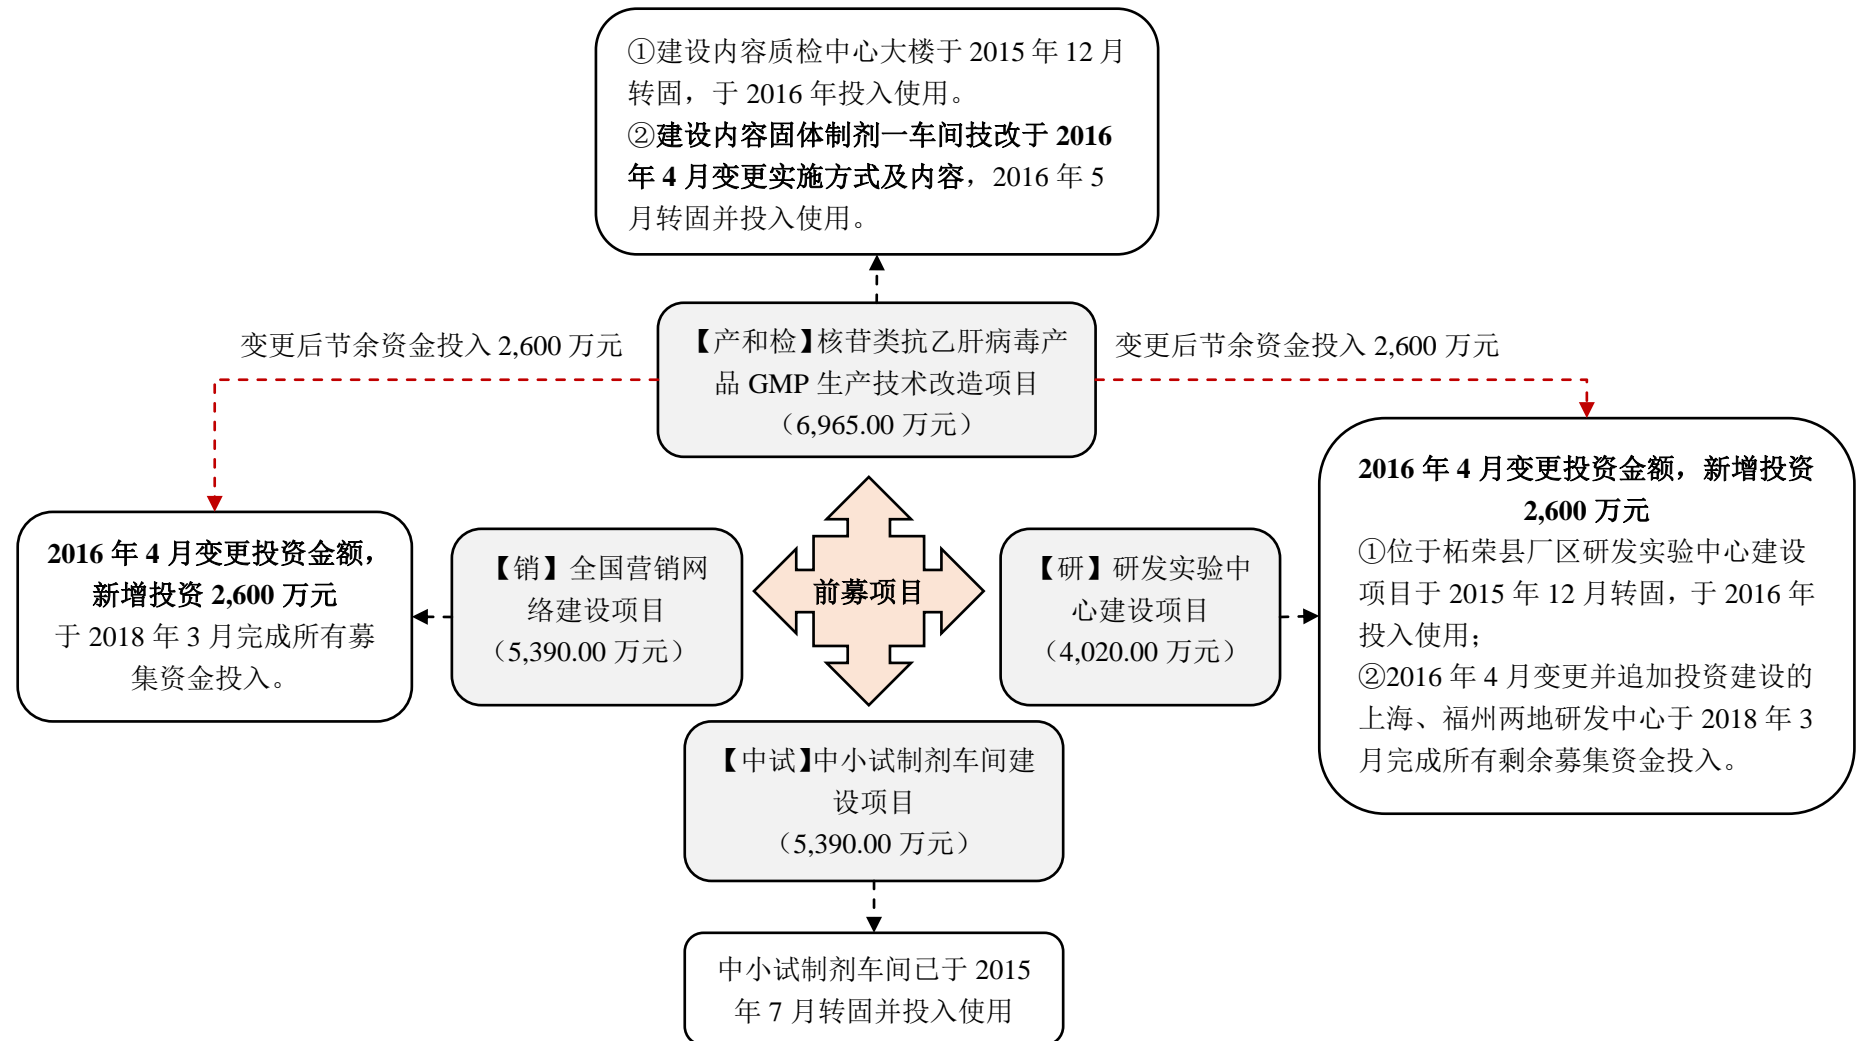 ①建设内容质检中心大楼于 2015 年 12 月
转固，于 2016 年投入使用。
②建设内容固体制剂一车间技改于 2016
年 4 月变更实施方式及内容，2016 年 5
月转固并投入使用。
变更后节余资金投入 2,600 万元
【产和检】核苷类抗乙肝病毒产
品 GMP 生产技术改造项目
（6,965.00 万元）
变更后节余资金投入 2,600 万元
2016 年 4 月变更投资金额，
新增投资 2,600 万元
于 2018 年 3 月完成所有募
集资金投入。
【销】全国营销网
络建设项目
（5,390.00 万元）
前募项目
【研】研发实验中
心建设项目
（4,020.00 万元）
2016 年 4 月变更投资金额，新增投资
2,600 万元
①位于柘荣县厂区研发实验中心建设
项目于 2015 年 12 月转固，于 2016 年
投入使用；
②2016 年 4 月变更并追加投资建设的
上海、福州两地研发中心于 2018 年 3
月完成所有剩余募集资金投入。
【中试】中小试制剂车间建
设项目
（5,390.00 万元）
中小试制剂车间已于 2015
年 7 月转固并投入使用